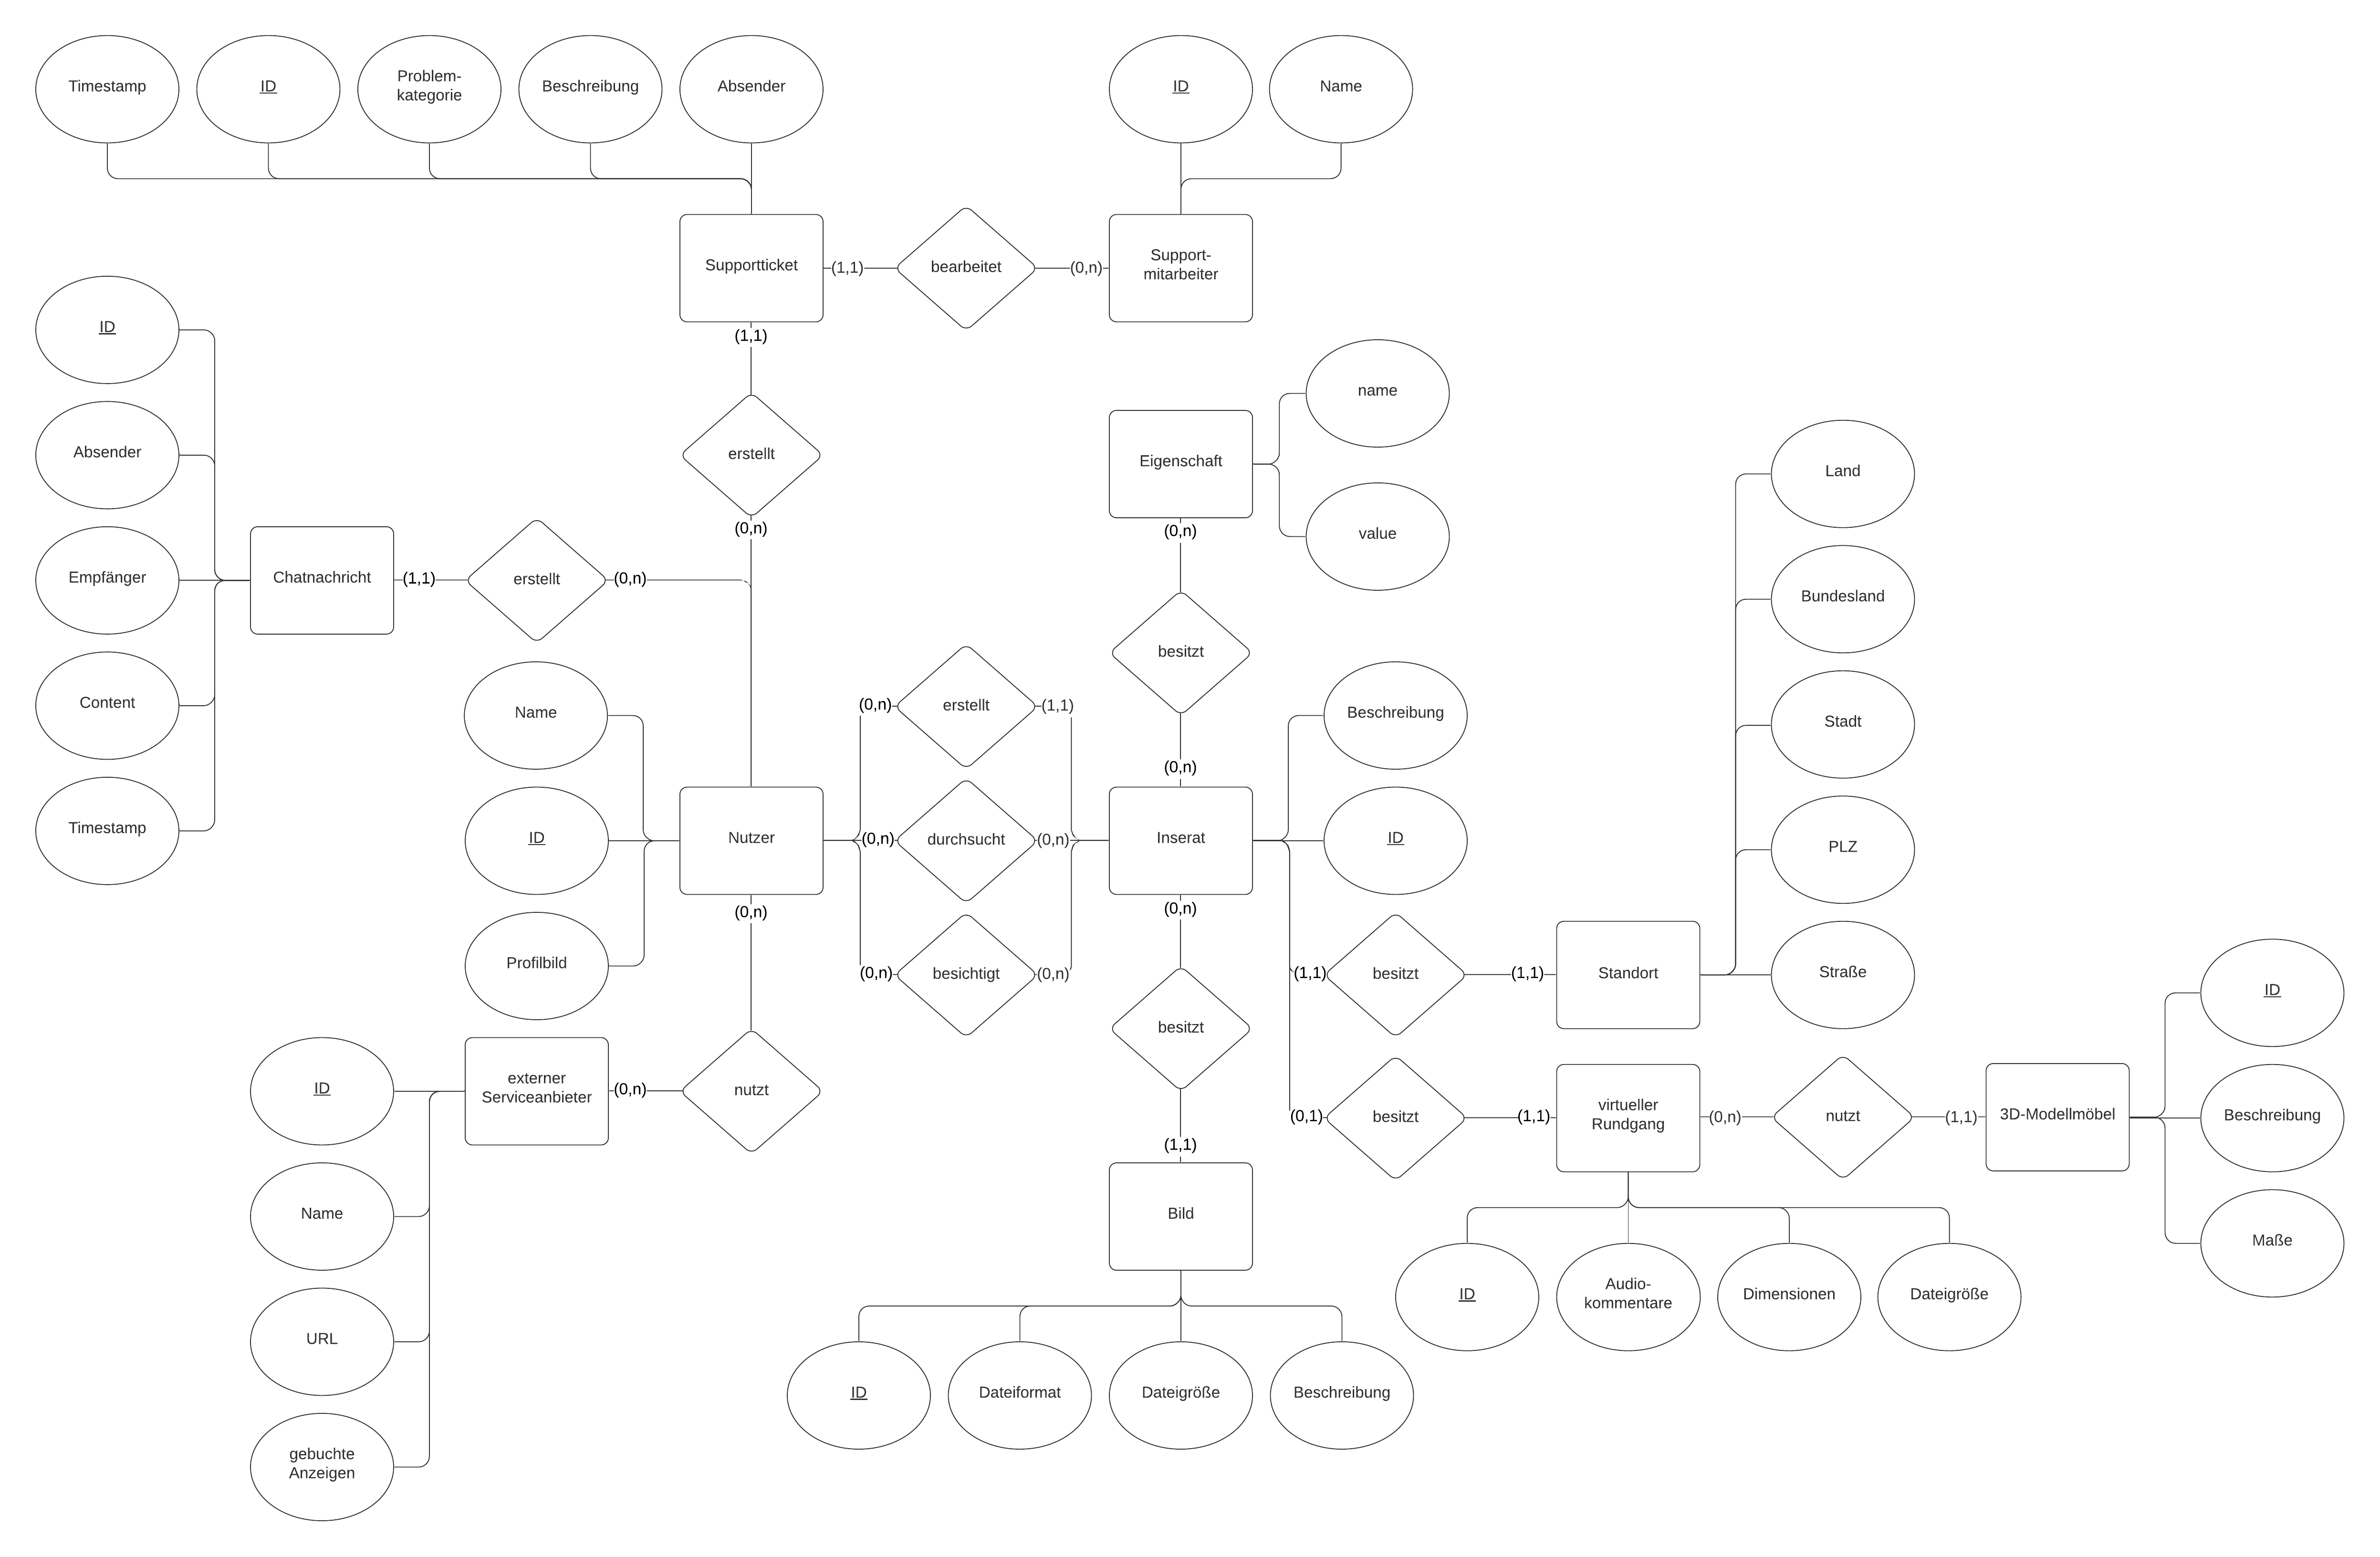 Timestamp
ID
Problem-
kategorie
Beschreibung
Absender
ID
Name
Supportticket
(1,1)
bearbeitet
(0,n)
Support-
mitarbeiter
(1,1)
ID
Absender
Empfänger
Content
Timestamp
Chatnachricht
(1,1)
erstellt
(0,n)
erstellt
(0,n)
Eigenschaft
name
value
(0,n)
besitzt
(0,n)
Land
Bundesland
Stadt
PLZ
Straße
Name
ID
Profilbild
Nutzer
(0,n)
erstellt
(1,1)
(0,n)
durchsucht
(0,n)
(0,n)
besichtigt
(0,n)
Inserat
Beschreibung
ID
(1,1)
besitzt
(1,1)
Standort
(0,n)
(0,n)
besitzt
(1,1)
(0,1)
besitzt
(1,1)
virtueller
Rundgang
(0,n)
nutzt
(1,1)
3D-Modellmöbel
ID
Beschreibung
Maße
ID
Name
URL
gebuchte
Anzeigen
externer
Serviceanbieter
(0,n)
nutzt
Bild
ID
Dateiformat
Dateigröße
Beschreibung
ID
Audio-
kommentare
Dimensionen
Dateigröße